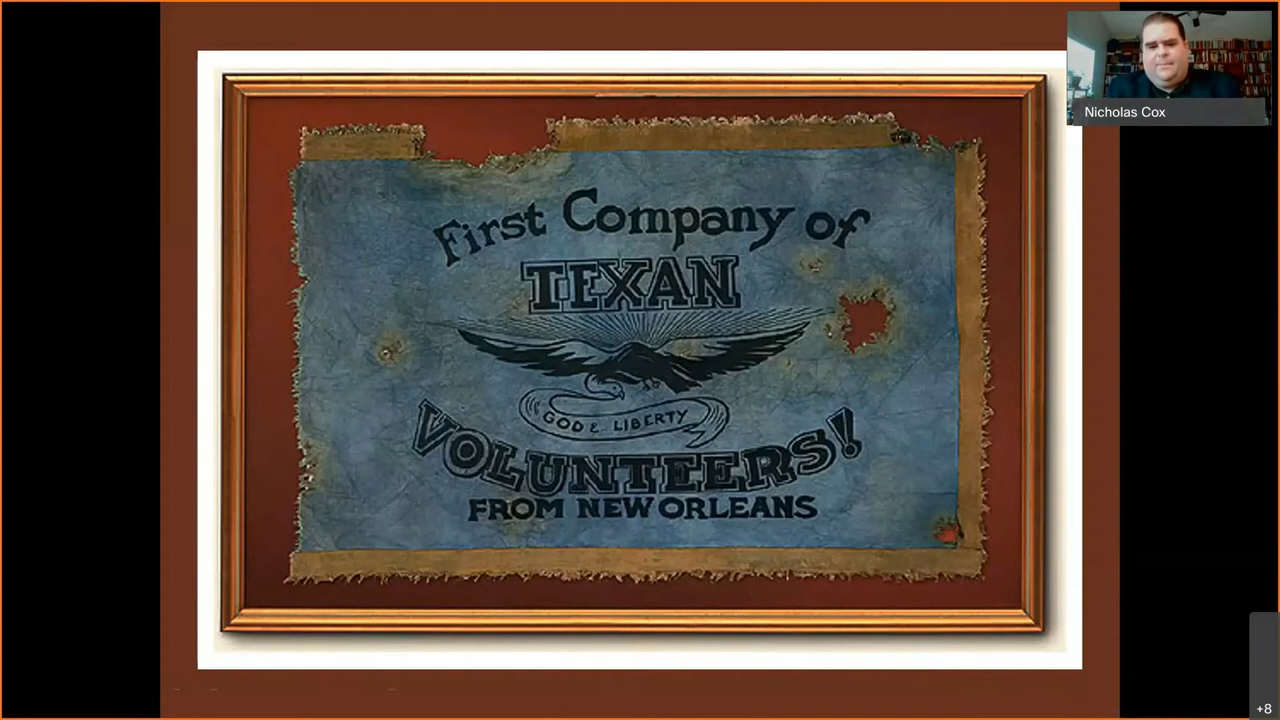 Nicholas Cox
First Company of
TEXAN
GOD & LIBERTY
VOLUNTEERS!
FROM NEW ORLEANS
+8